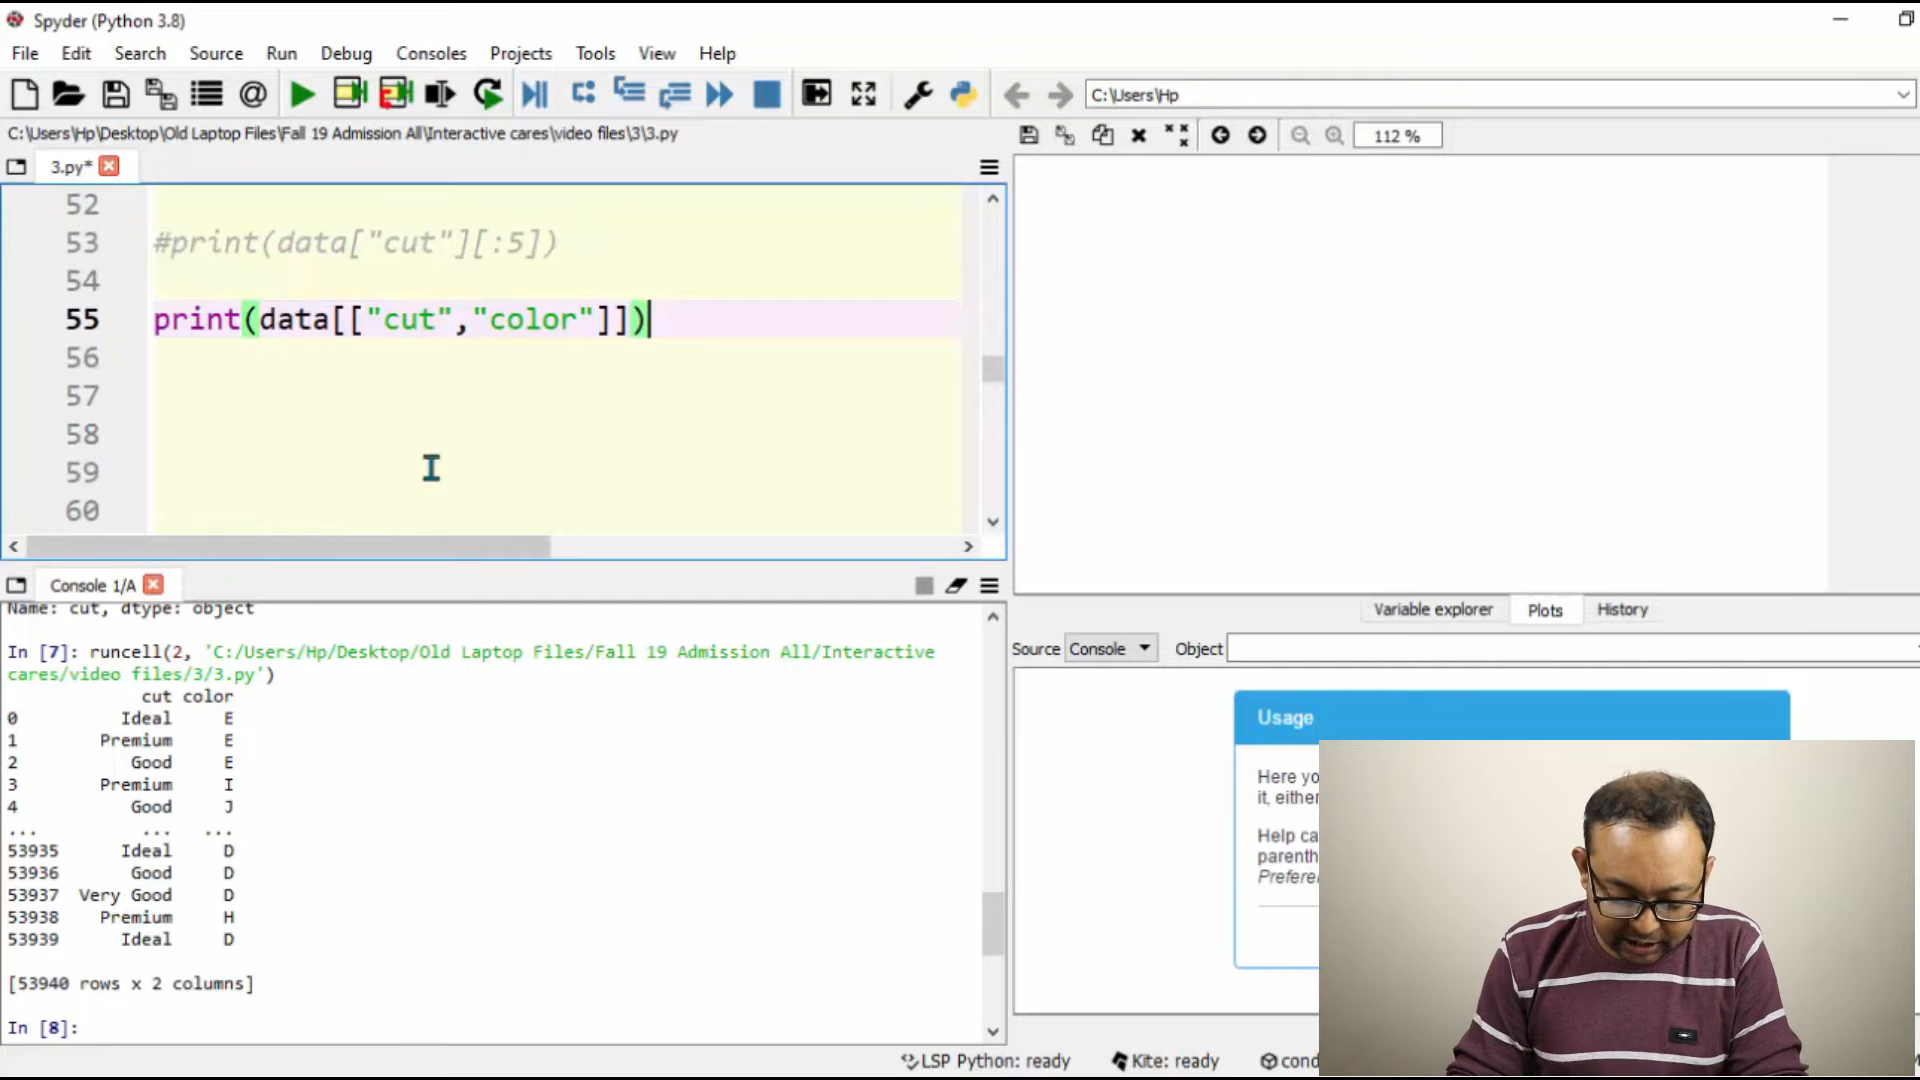 Spyder (Python 3.8)
File Edit Search Source Run Debug Consoles Projects Tools View Help
C:\Users\Hp
C:\Users\Hp\Desktop\Old Laptop Files\Fall 19 Admission All\Interactive cares\video files\3\3.py
112 %
3.py*
52
53 #print(data["cut"][:5])
54
55 print(data[["cut","color"]])
56
57
58
59
60
Console 1/A
Name: cut, dtype: object
In [7]: runcell(2, 'C:/Users/Hp/Desktop/Old Laptop Files/Fall 19 Admission All/Interactive
cares/video files/3/3.py')
cut color
0 Ideal E
1 Premium E
2 Good E
3 Premium I
4 Good J
... ... ...
53935 Ideal D
53936 Good D
53937 Very Good D
53938 Premium H
53939 Ideal D
[53940 rows x 2 columns]
In [8]:
Variable explorer Plots History
Source Console Object
Usage
Here
it, either
Help
LSP Python: ready Kite: ready